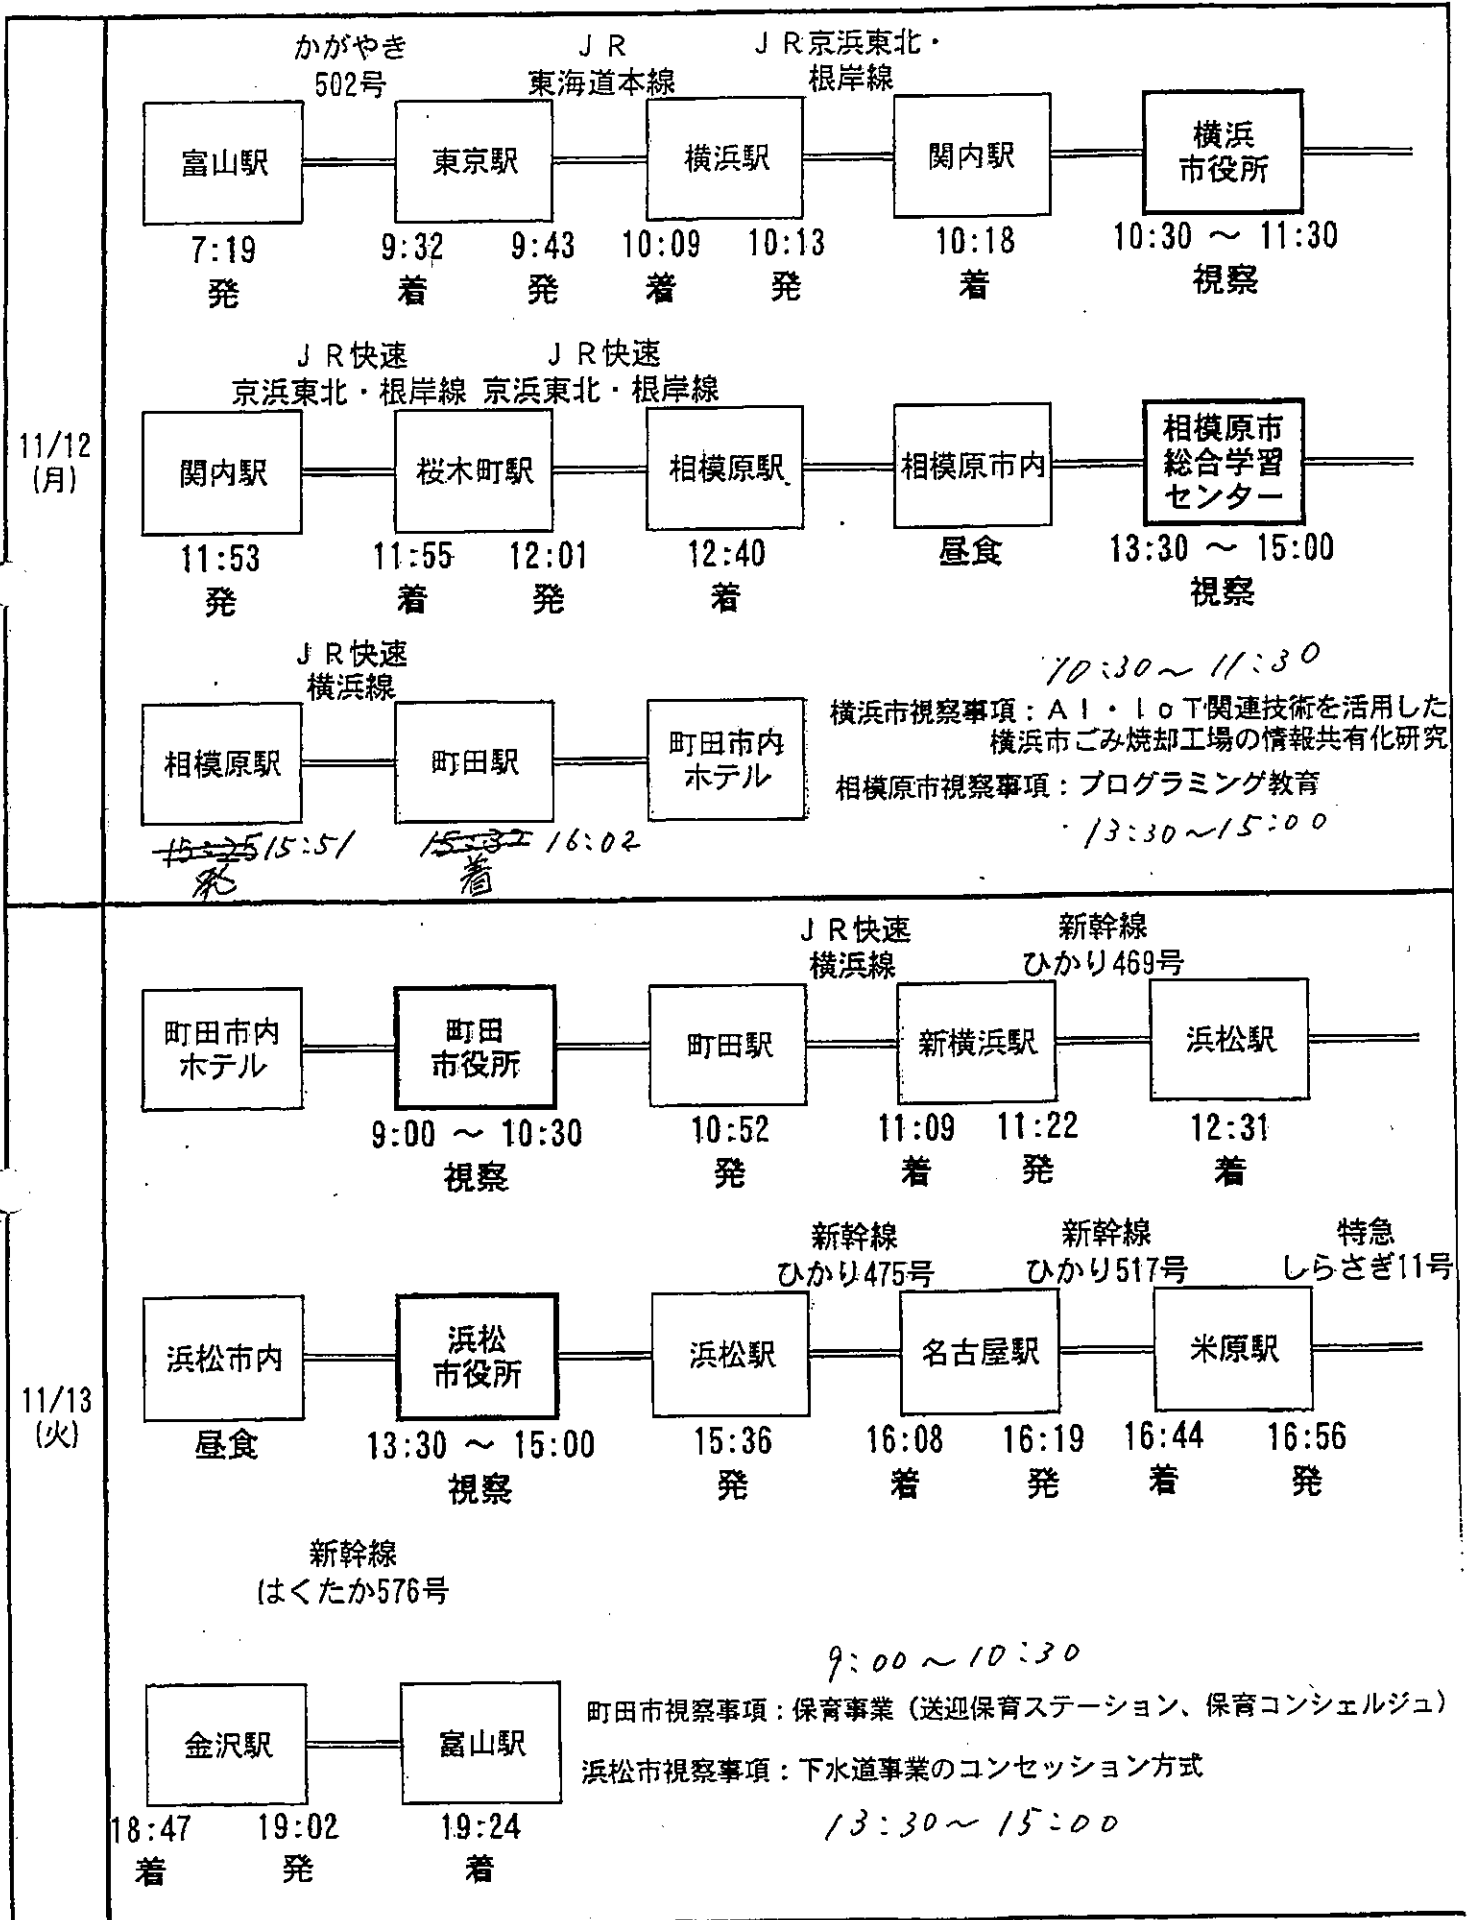 かがやき
502号
ＪＲ
東海道本線
ＪＲ京浜東北・
根岸線
富山駅
東京駅
横浜駅
関内駅
横浜
市役所
7:19
9:32
9:43
10:09
10:13
10:18
10:30 ～ 11:30
発
着
発
着
発
着
視察
11/12
(月)
ＪＲ快速
京浜東北・根岸線
ＪＲ快速
京浜東北・根岸線
関内駅
桜木町駅
相模原駅
相模原市内
相模原市
総合学習
センター
11:53
11:55
12:01
12:40
昼食
13:30 ～ 15:00
発
着
発
着
視察
ＪＲ快速
横浜線
相模原駅
町田駅
町田市内
ホテル
15:25 15:51
発
15:32 16:02
着
10:30～11:30
横浜市視察事項：ＡＩ・ＩｏＴ関連技術を活用した
横浜市ごみ焼却工場の情報共有化研究
相模原市視察事項：プログラミング教育
13:30～15:00
11/13
(火)
ＪＲ快速
横浜線
新幹線
ひかり469号
町田市内
ホテル
町田
市役所
町田駅
新横浜駅
浜松駅
9:00 ～ 10:30
10:52
11:09
11:22
12:31
視察
発
着
発
着
新幹線
ひかり475号
新幹線
ひかり517号
特急
しらさぎ11号
浜松市内
浜松
市役所
浜松駅
名古屋駅
米原駅
昼食
13:30 ～ 15:00
15:36
16:08
16:19
16:44
16:56
視察
発
着
発
着
発
新幹線
はくたか576号
金沢駅
富山駅
18:47
19:02
19:24
着
発
着
9:00～10:30
町田市視察事項：保育事業（送迎保育ステーション、保育コンシェルジュ）
浜松市視察事項：下水道事業のコンセッション方式
13:30～15:00